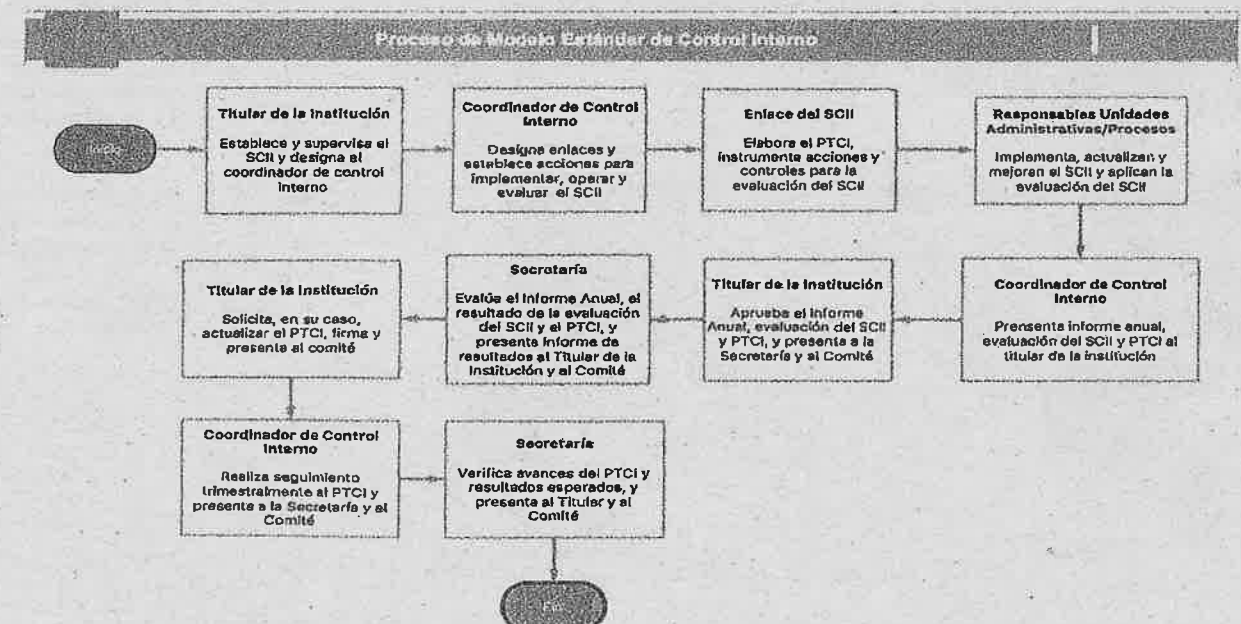 Proceso de Modelo Estándar de Control Interno
Inicio
Titular de la Institución
Establece y supervisa el
SCII y designa al
coordinador de control
interno
Coordinador de Control
Interno
Designa enlaces y
establece acciones para
implementar, operar y
evaluar el SCII
Enlace del SCII
Elabora el PTCI,
instrumenta acciones y
controles para la
evaluación del SCII
Responsables Unidades
Administrativas/Procesos
Implementa, actualizan y
mejoran el SCII y aplican la
evaluación del SCII
Coordinador de Control
Interno
Prensenta informe anual,
evaluación del SCII y PTCI al
titular de la institución
Titular de la Institución
Aprueba el Informe
Anual, evaluación del SCII
y PTCI, y presenta a la
Secretaría y al Comité
Secretaría
Evalúa el Informe Anual, el
resultado de la evaluación
del SCII y el PTCI, y
presenta Informe de
resultados al Titular de la
Institución y al Comité
Titular de la Institución
Solicita, en su caso,
actualizar el PTCI, firma y
presenta al comité
Coordinador de Control
Interno
Realiza seguimiento
trimestralmente al PTCI y
presenta a la Secretaría y al
Comité
Secretaría
Verifica avances del PTCI y
resultados esperados, y
presenta al Titular y al
Comité
Fin